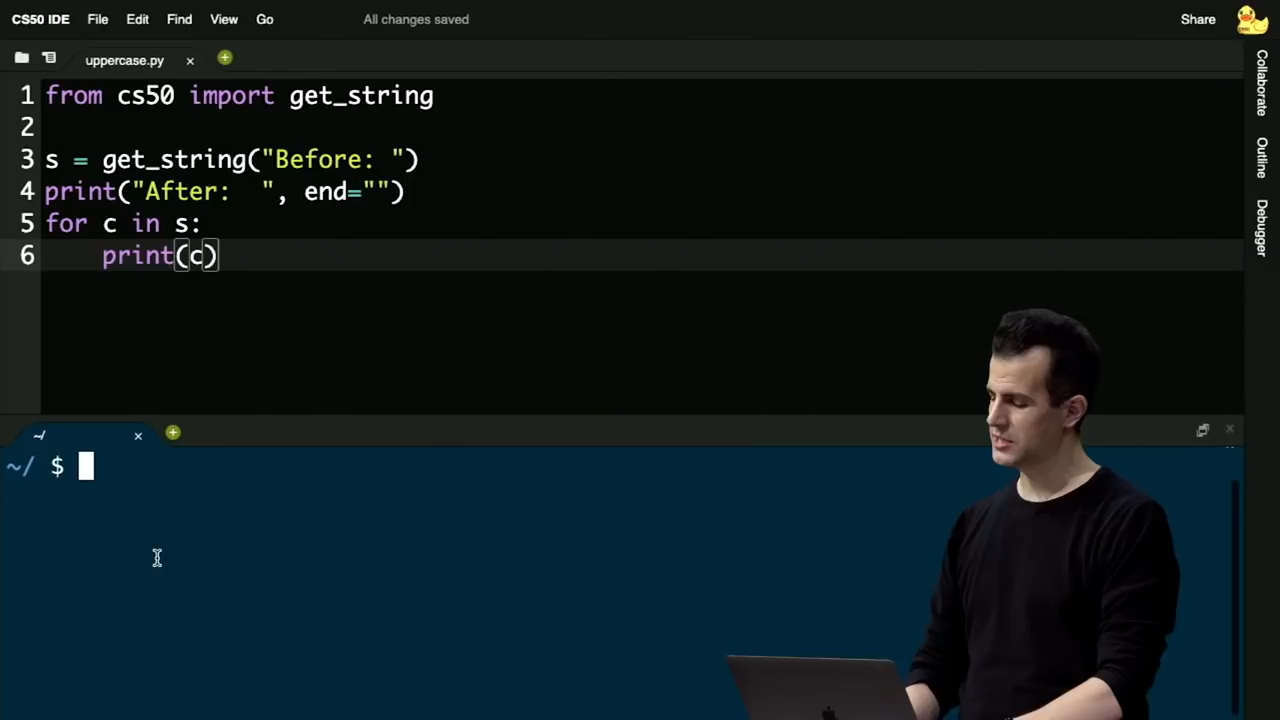 CS50 IDE File Edit Find View Go All changes saved Share
uppercase.py
1 from cs50 import get_string
2
3 s = get_string("Before: ")
4 print("After:  ", end="")
5 for c in s:
6     print(c)
~/ $
Collaborate
Outline
Debugger